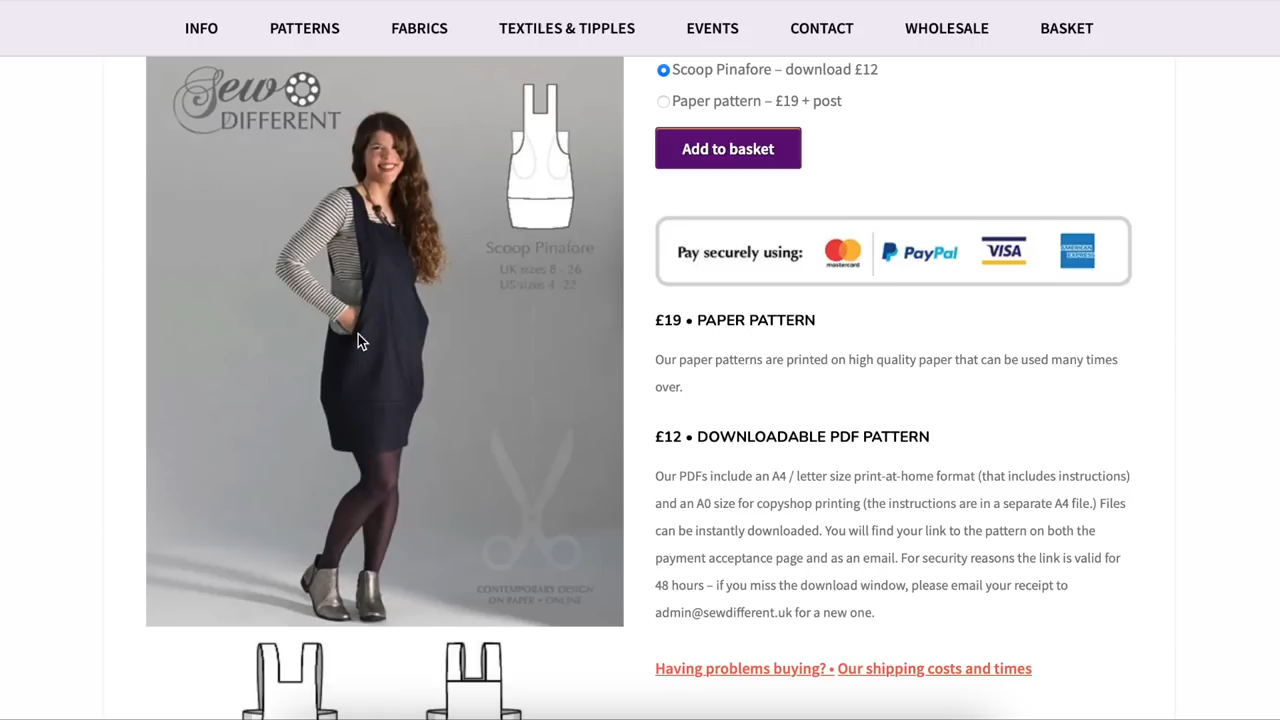 INFO PATTERNS FABRICS TEXTILES & TIPPLES EVENTS CONTACT WHOLESALE BASKET
Sew
DIFFERENT
Scoop Pinafore
UK sizes 8 - 26
US sizes 4 -22
CONTEMPORARY DESIGN
ON PAPER • ONLINE
Scoop Pinafore – download £12
Paper pattern – £19 + post
Add to basket
Pay securely using: mastercard PayPal VISA AMERICAN EXPRESS
£19 • PAPER PATTERN
Our paper patterns are printed on high quality paper that can be used many times
over.
£12 • DOWNLOADABLE PDF PATTERN
Our PDFs include an A4 / letter size print-at-home format (that includes instructions)
and an A0 size for copyshop printing (the instructions are in a separate A4 file.) Files
can be instantly downloaded. You will find your link to the pattern on both the
payment acceptance page and as an email. For security reasons the link is valid for
48 hours – if you miss the download window, please email your receipt to
admin@sewdifferent.uk for a new one.
Having problems buying? • Our shipping costs and times